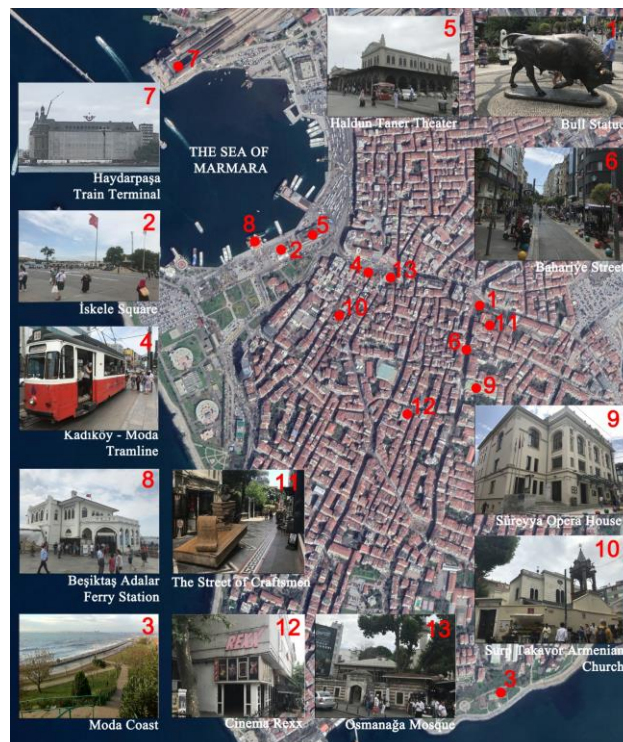 7
5
Haldun Taner Theater
1
Bull Statue
7
Haydarpaşa
Train Terminal
THE SEA OF
MARMARA
6
Bahariye Street
2
İskele Square
8
2
5
4
13
10
1
11
6
9
12
4
Kadıköy - Moda
Tramline
9
Süreyya Opera House
8
Beşiktaş Adalar
Ferry Station
11
The Street of Craftsmen
10
Surp Takavor Armenian
Church
3
Moda Coast
12
REXX
Cinema Rexx
13
Osmanağa Mosque
3